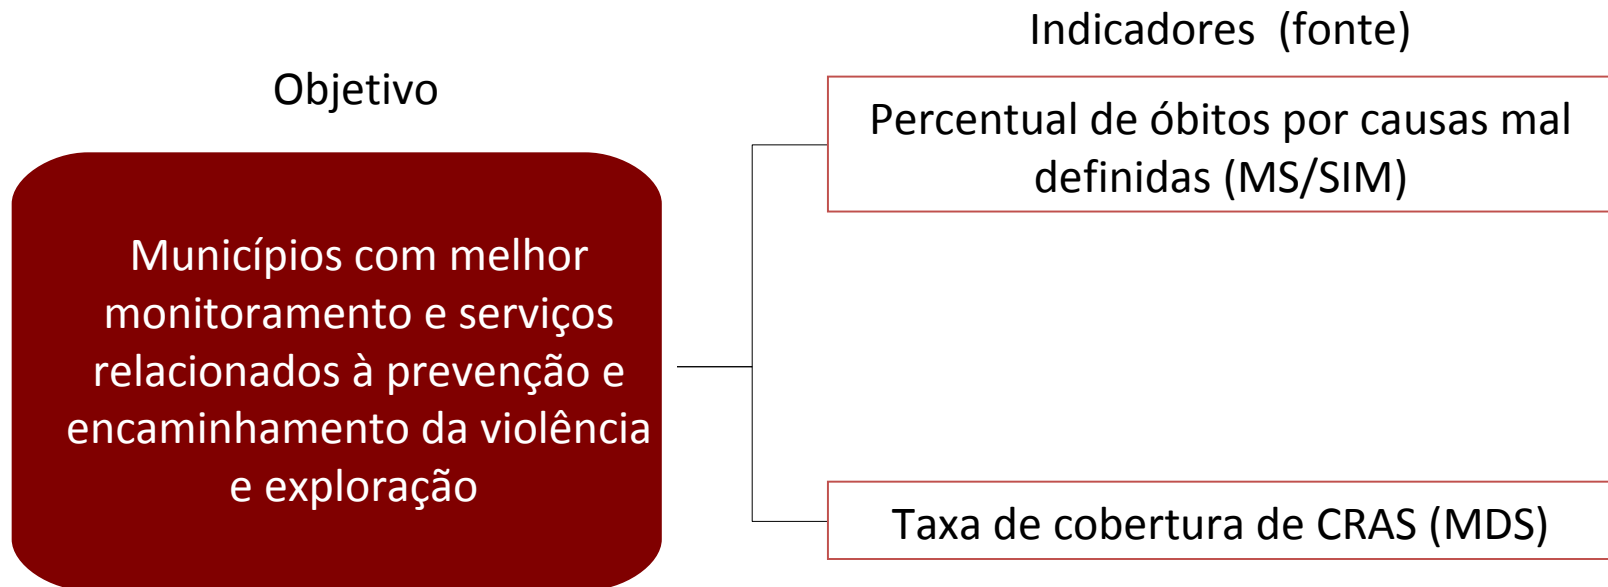 Objetivo
Municípios com melhor
monitoramento e serviços
relacionados à prevenção e
encaminhamento da violência
e exploração
Indicadores (fonte)
Percentual de óbitos por causas mal
definidas (MS/SIM)
Taxa de cobertura de CRAS (MDS)